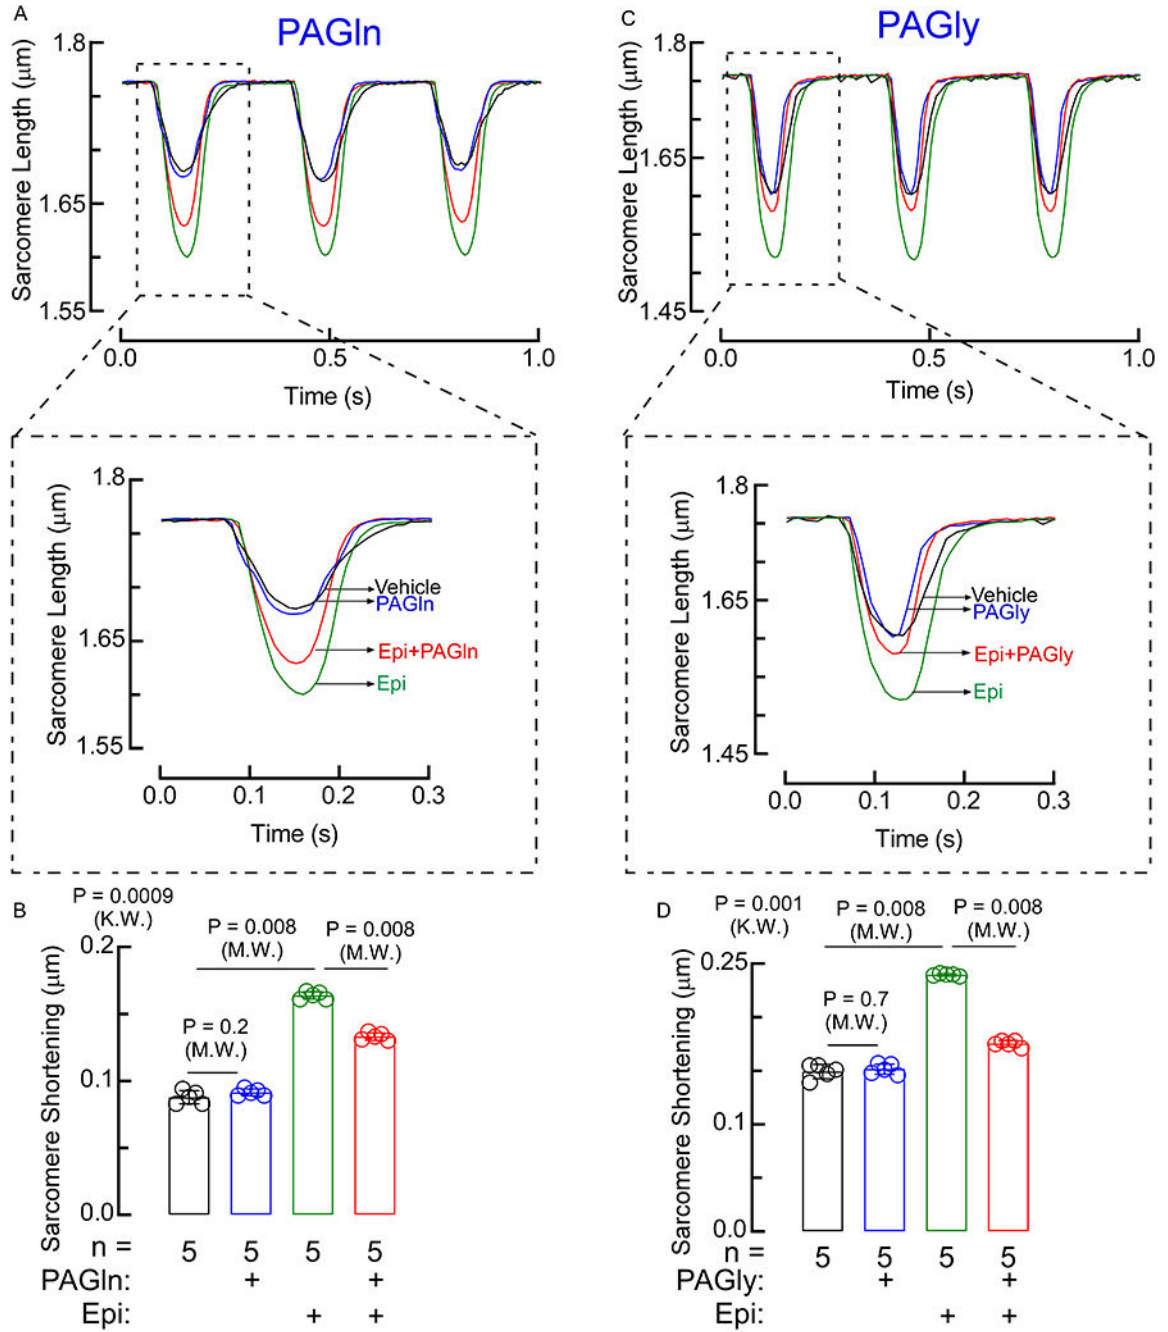 A
PAGln
Sarcomere Length (μm)
1.8
1.65
1.55
0.0
0.5
1.0
Time (s)
Sarcomere Length (μm)
1.8
1.65
1.55
Vehicle
PAGln
Epi+PAGln
Epi
0.0
0.1
0.2
0.3
Time (s)
B
P = 0.0009
(K.W.)
P = 0.008
(M.W.)
P = 0.008
(M.W.)
P = 0.2
(M.W.)
Sarcomere Shortening (μm)
0.2
0.1
0.0
n =
5
5
5
5
PAGln:
+
+
Epi:
+
+
C
PAGly
Sarcomere Length (μm)
1.8
1.65
1.45
0.0
0.5
1.0
Time (s)
Sarcomere Length (μm)
1.8
1.65
1.45
Vehicle
PAGly
Epi+PAGly
Epi
0.0
0.1
0.2
0.3
Time (s)
D
P = 0.001
(K.W.)
P = 0.008
(M.W.)
P = 0.008
(M.W.)
P = 0.7
(M.W.)
Sarcomere Shortening (μm)
0.25
0.1
0.0
n =
5
5
5
5
PAGly:
+
+
Epi:
+
+